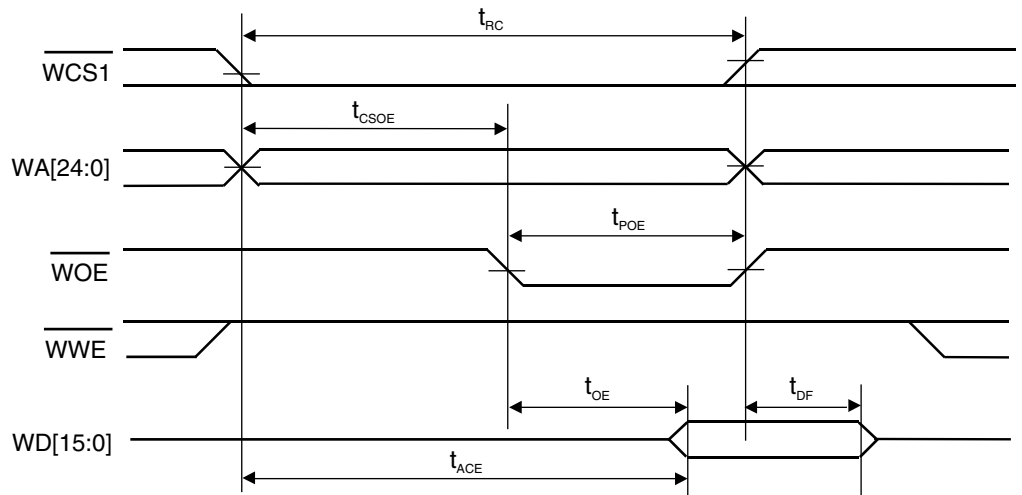 tRC
WCS1
tCSOE
WA[24:0]
tPOE
WOE
WWE
tOE
tDF
WD[15:0]
tACE